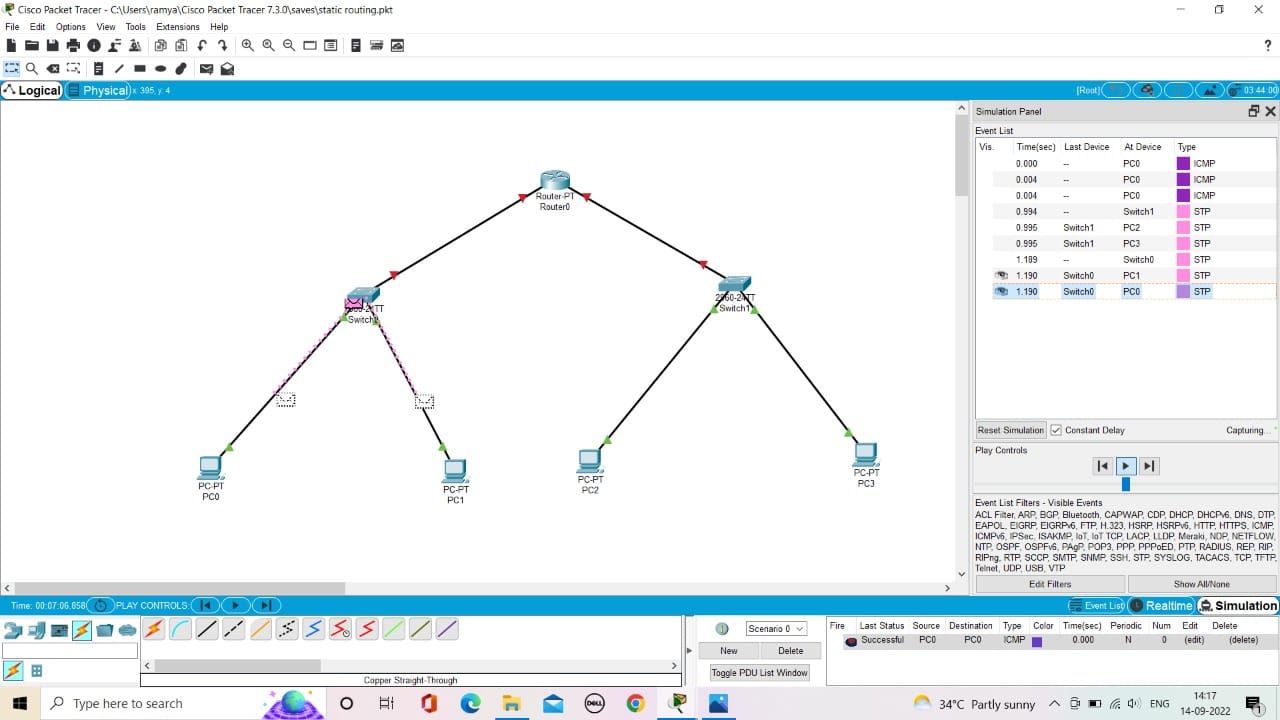 Cisco Packet Tracer - C:\Users\ramya\Cisco Packet Tracer 7.3.0\saves\static routing.pkt
File Edit Options View Tools Extensions Help
?
Logical Physical x: 395, y: 4 [Root] 03:44:00
Simulation Panel
Event List
Vis. Time(sec) Last Device At Device Type
0.000 -- PC0 ICMP
0.004 -- PC0 ICMP
0.004 -- PC0 ICMP
0.994 -- Switch1 STP
0.995 Switch1 PC2 STP
0.995 Switch1 PC3 STP
1.189 -- Switch0 STP
1.190 Switch0 PC1 STP
1.190 Switch0 PC0 STP
Router-PT
Router0
2960-24TT
Switch1
PC-PT
PC0
PC-PT
PC1
PC-PT
PC2
PC-PT
PC3
Reset Simulation Constant Delay Capturing...
Play Controls
Event List Filters - Visible Events
ACL Filter, ARP, BGP, Bluetooth, CAPWAP, CDP, DHCP, DHCPv6, DNS, DTP,
EAPOL, EIGRP, EIGRPv6, FTP, H.323, HSRP, HSRPv6, HTTP, HTTPS, ICMP,
ICMPv6, IPSec, ISAKMP, IoT, IoT TCP, LACP, LLDP, Meraki, NDP, NETFLOW,
NTP, OSPF, OSPFv6, PAgP, POP3, PPP, PPPoED, PTP, RADIUS, REP, RIP,
RIPng, RTP, SCCP, SMTP, SNMP, SSH, STP, SYSLOG, TACACS, TCP, TFTP,
Telnet, UDP, USB, VTP
Edit Filters Show All/None
Time: 00:07:06.858 PLAY CONTROLS: Event List Realtime Simulation
Scenario 0
New Delete
Toggle PDU List Window
Fire Last Status Source Destination Type Color Time(sec) Periodic Num Edit Delete
Successful PC0 PC0 ICMP 0.000 N 0 (edit) (delete)
Copper Straight-Through
Type here to search
DELL
34°C Partly sunny ENG
14:17
14-09-2022
1